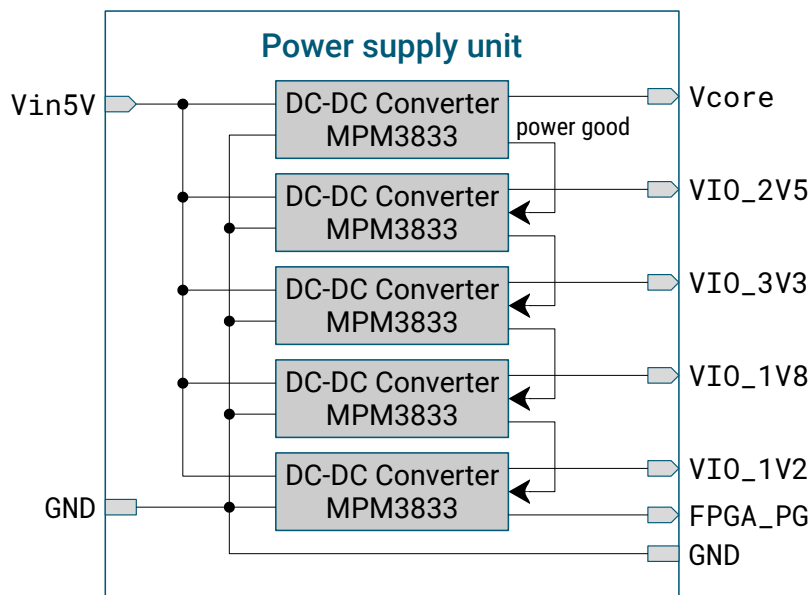 Power supply unit
Vin5V
DC-DC Converter
MPM3833
Vcore
power good
DC-DC Converter
MPM3833
VIO_2V5
DC-DC Converter
MPM3833
VIO_3V3
DC-DC Converter
MPM3833
VIO_1V8
DC-DC Converter
MPM3833
VIO_1V2
GND
FPGA_PG
GND